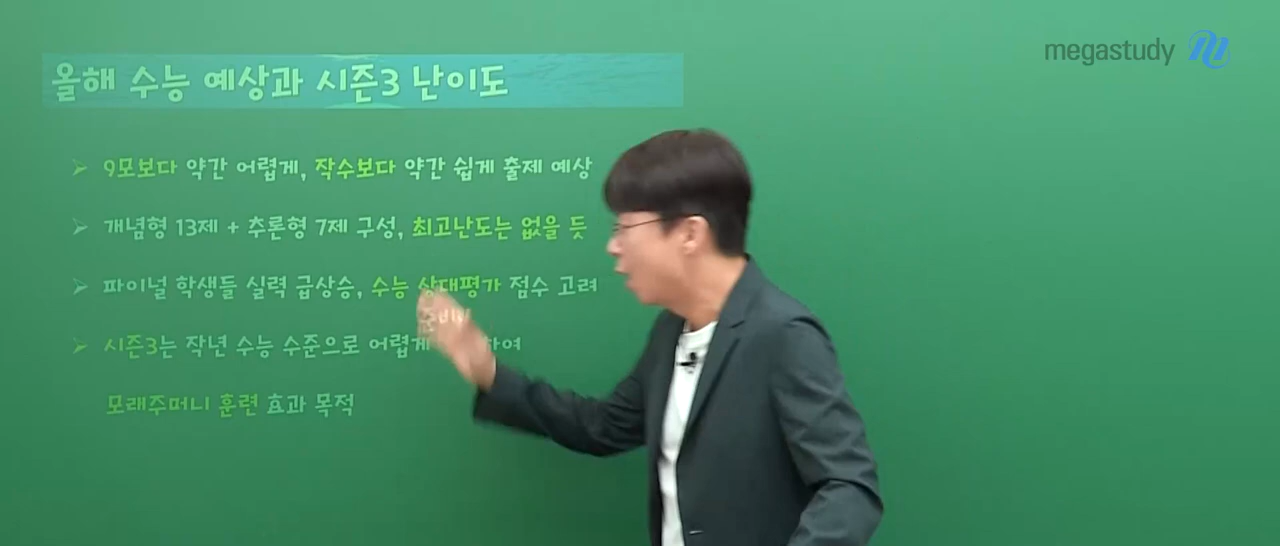 megastudy
올해 수능 예상과 시즌3 난이도
➢ 9모보다 약간 어렵게, 작수보다 약간 쉽게 출제 예상
➢ 개념형 13제 + 추론형 7제 구성, 최고난도는 없을 듯
➢ 파이널 학생들 실력 급상승, 수능 상대평가 점수 고려
➢ 시즌3는 작년 수능 수준으로 어렵게
모래주머니 훈련 효과 목적